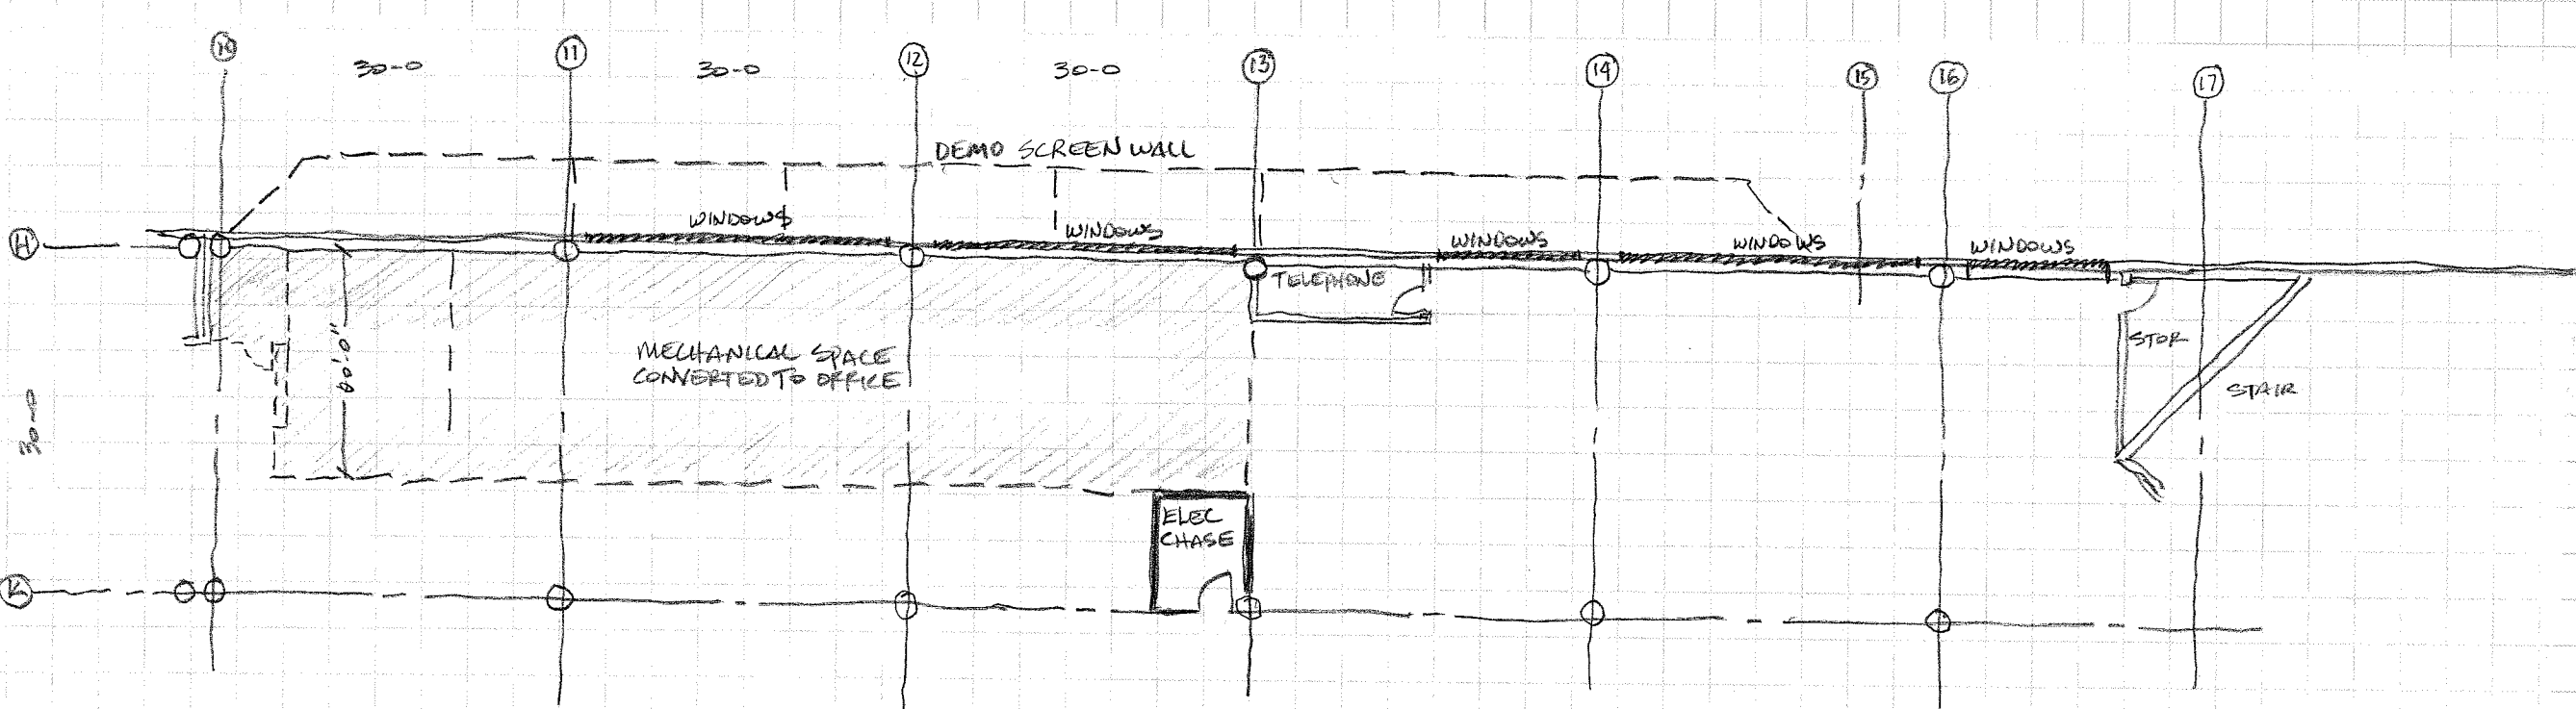 10
30-0
11
30-0
12
30-0
13
14
15
16
17
DEMO SCREEN WALL
WINDOWS
WINDOWS
WINDOWS
WINDOWS
WINDOWS
H
TELEPHONE
STOR
MECHANICAL SPACE
CONVERTED TO OFFICE
STAIR
30-0
ELEC
CHASE
K